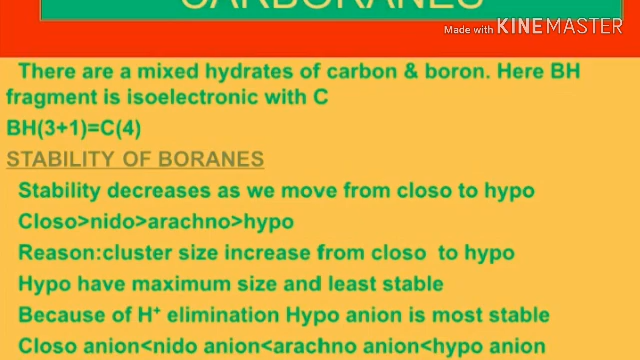 CARBORANES
Made with KINEMASTER
There are a mixed hydrates of carbon & boron. Here BH
fragment is isoelectronic with C
BH(3+1)=C(4)
STABILITY OF BORANES
Stability decreases as we move from closo to hypo
Closo>nido>arachno>hypo
Reason:cluster size increase from closo to hypo
Hypo have maximum size and least stable
Because of H⁺ elimination Hypo anion is most stable
Closo anion<nido anion<arachno anion<hypo anion